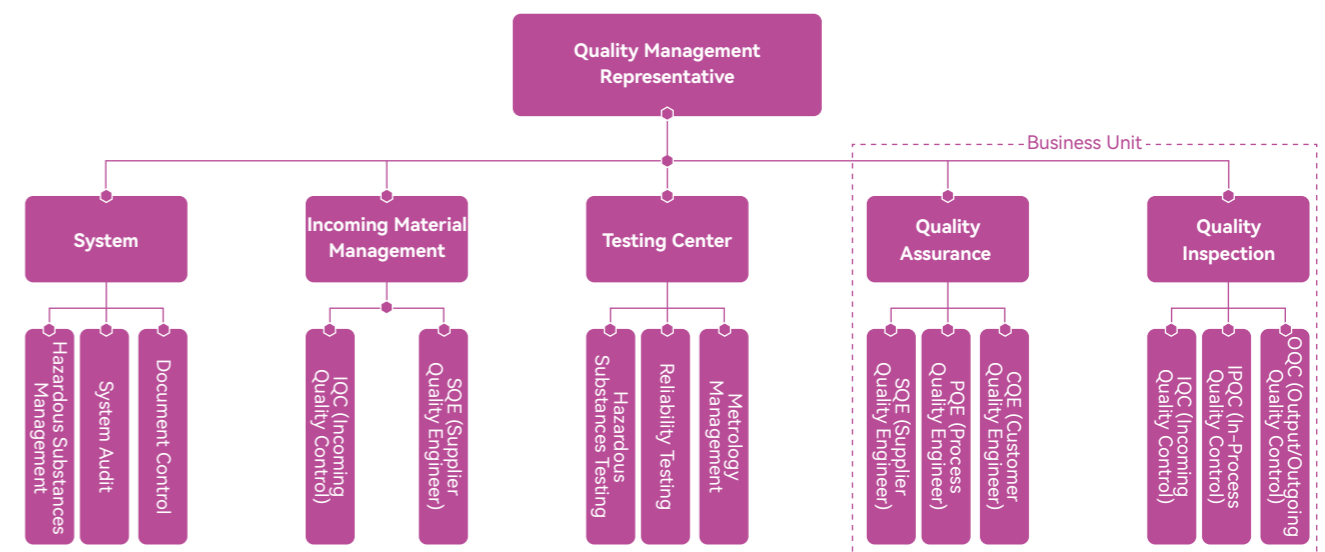 Quality Management
Representative
Business Unit
System
Incoming Material
Management
Testing Center
Quality
Assurance
Quality
Inspection
Hazardous Substances
Management
System Audit
Document Control
IQC (Incoming
Quality Control)
SQE (Supplier
Quality Engineer)
Hazardous
Substances Testing
Reliability Testing
Metrology
Management
SQE (Supplier
Quality Engineer)
PQE (Process
Quality Engineer)
CQE (Customer
Quality Engineer)
IQC (Incoming
Quality Control)
IPQC (In-Process
Quality Control)
OQC (Output/Outgoing
Quality Control)